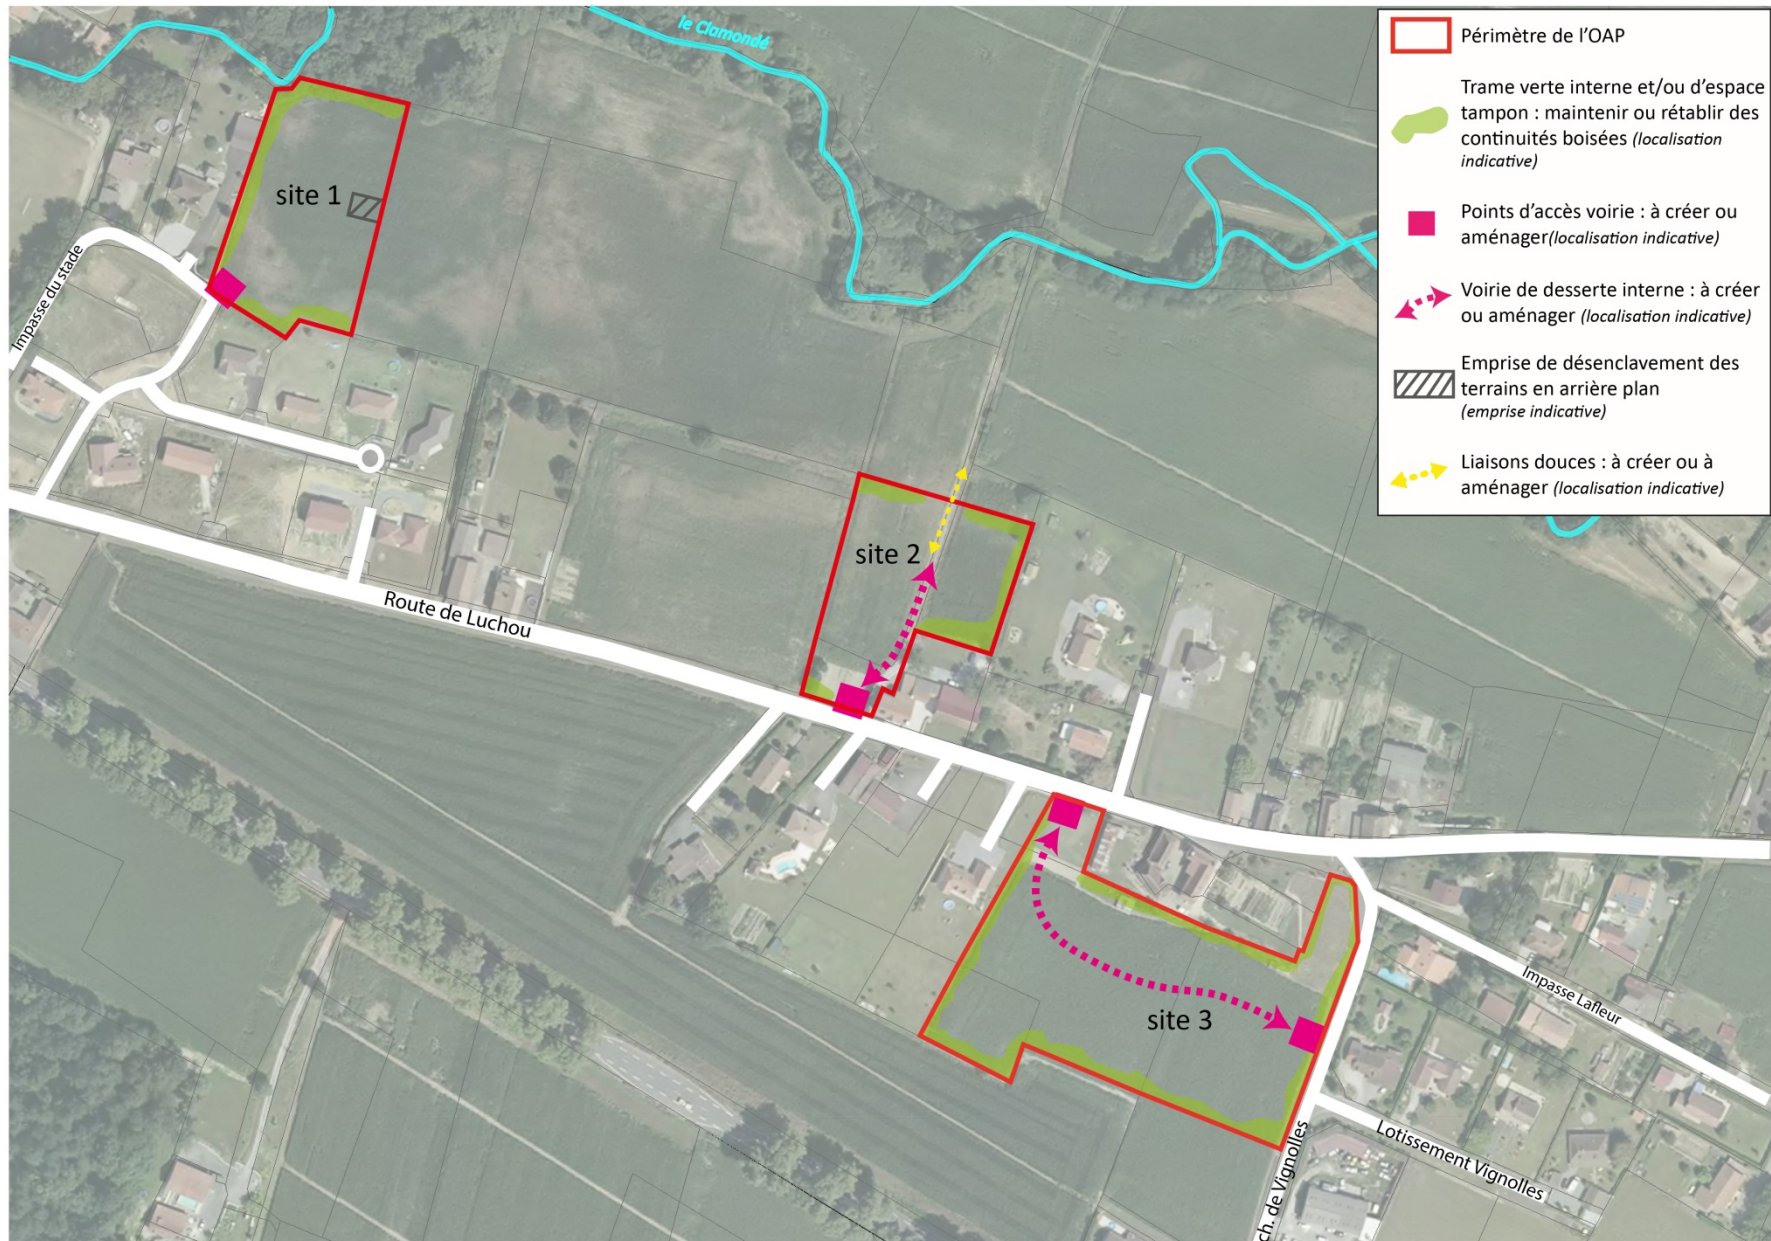 le Clamondé
Périmètre de l'OAP
Trame verte interne et/ou d'espace
tampon : maintenir ou rétablir des
continuités boisées (localisation
indicative)
Points d'accès voirie : à créer ou
aménager(localisation indicative)
Voirie de desserte interne : à créer
ou aménager (localisation indicative)
Emprise de désenclavement des
terrains en arrière plan
(emprise indicative)
Liaisons douces : à créer ou à
aménager (localisation indicative)
site 1
Impasse du stade
site 2
Route de Luchou
site 3
Impasse Lafleur
Lotissement Vignolles
ch. de Vignolles